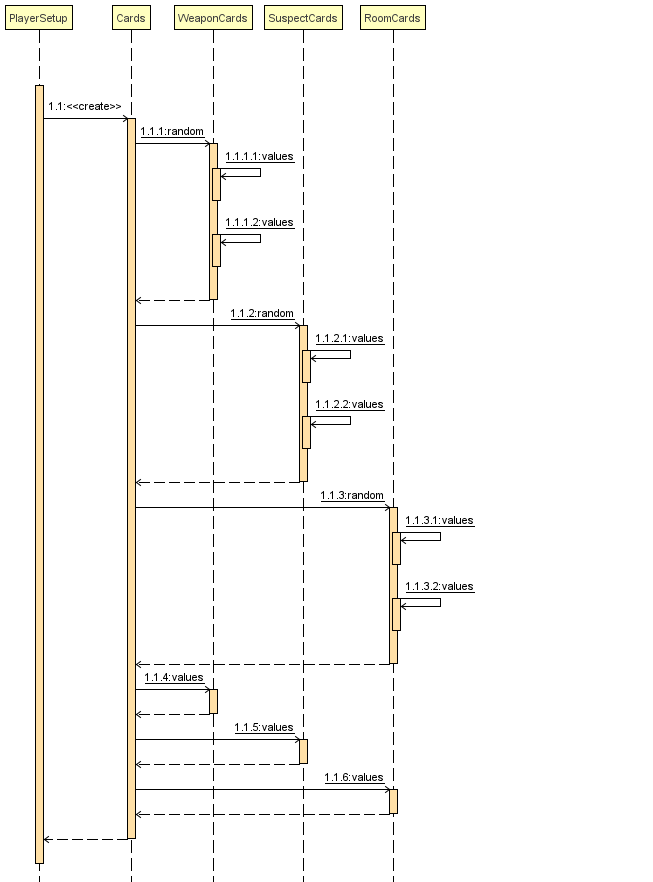 PlayerSetup
Cards
WeaponCards
SuspectCards
RoomCards
1.1:<<create>>
1.1.1:random
1.1.1.1:values
1.1.1.2:values
1.1.2:random
1.1.2.1:values
1.1.2.2:values
1.1.3:random
1.1.3.1:values
1.1.3.2:values
1.1.4:values
1.1.5:values
1.1.6:values